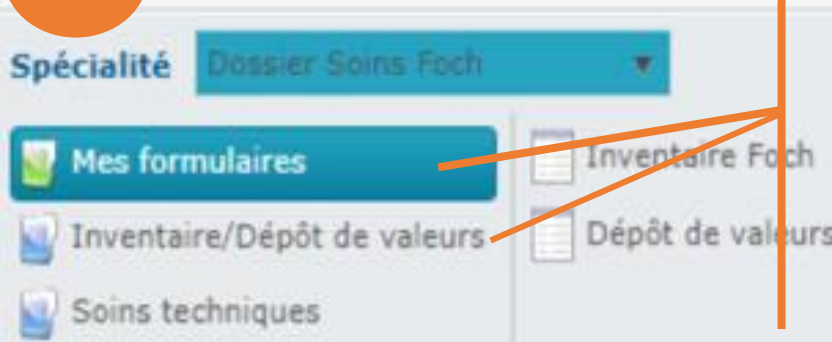 Spécialité Dossier Soins Foch
Mes formulaires
Inventaire/Dépôt de valeurs
Soins techniques
Inventaire Foch
Dépôt de valeurs